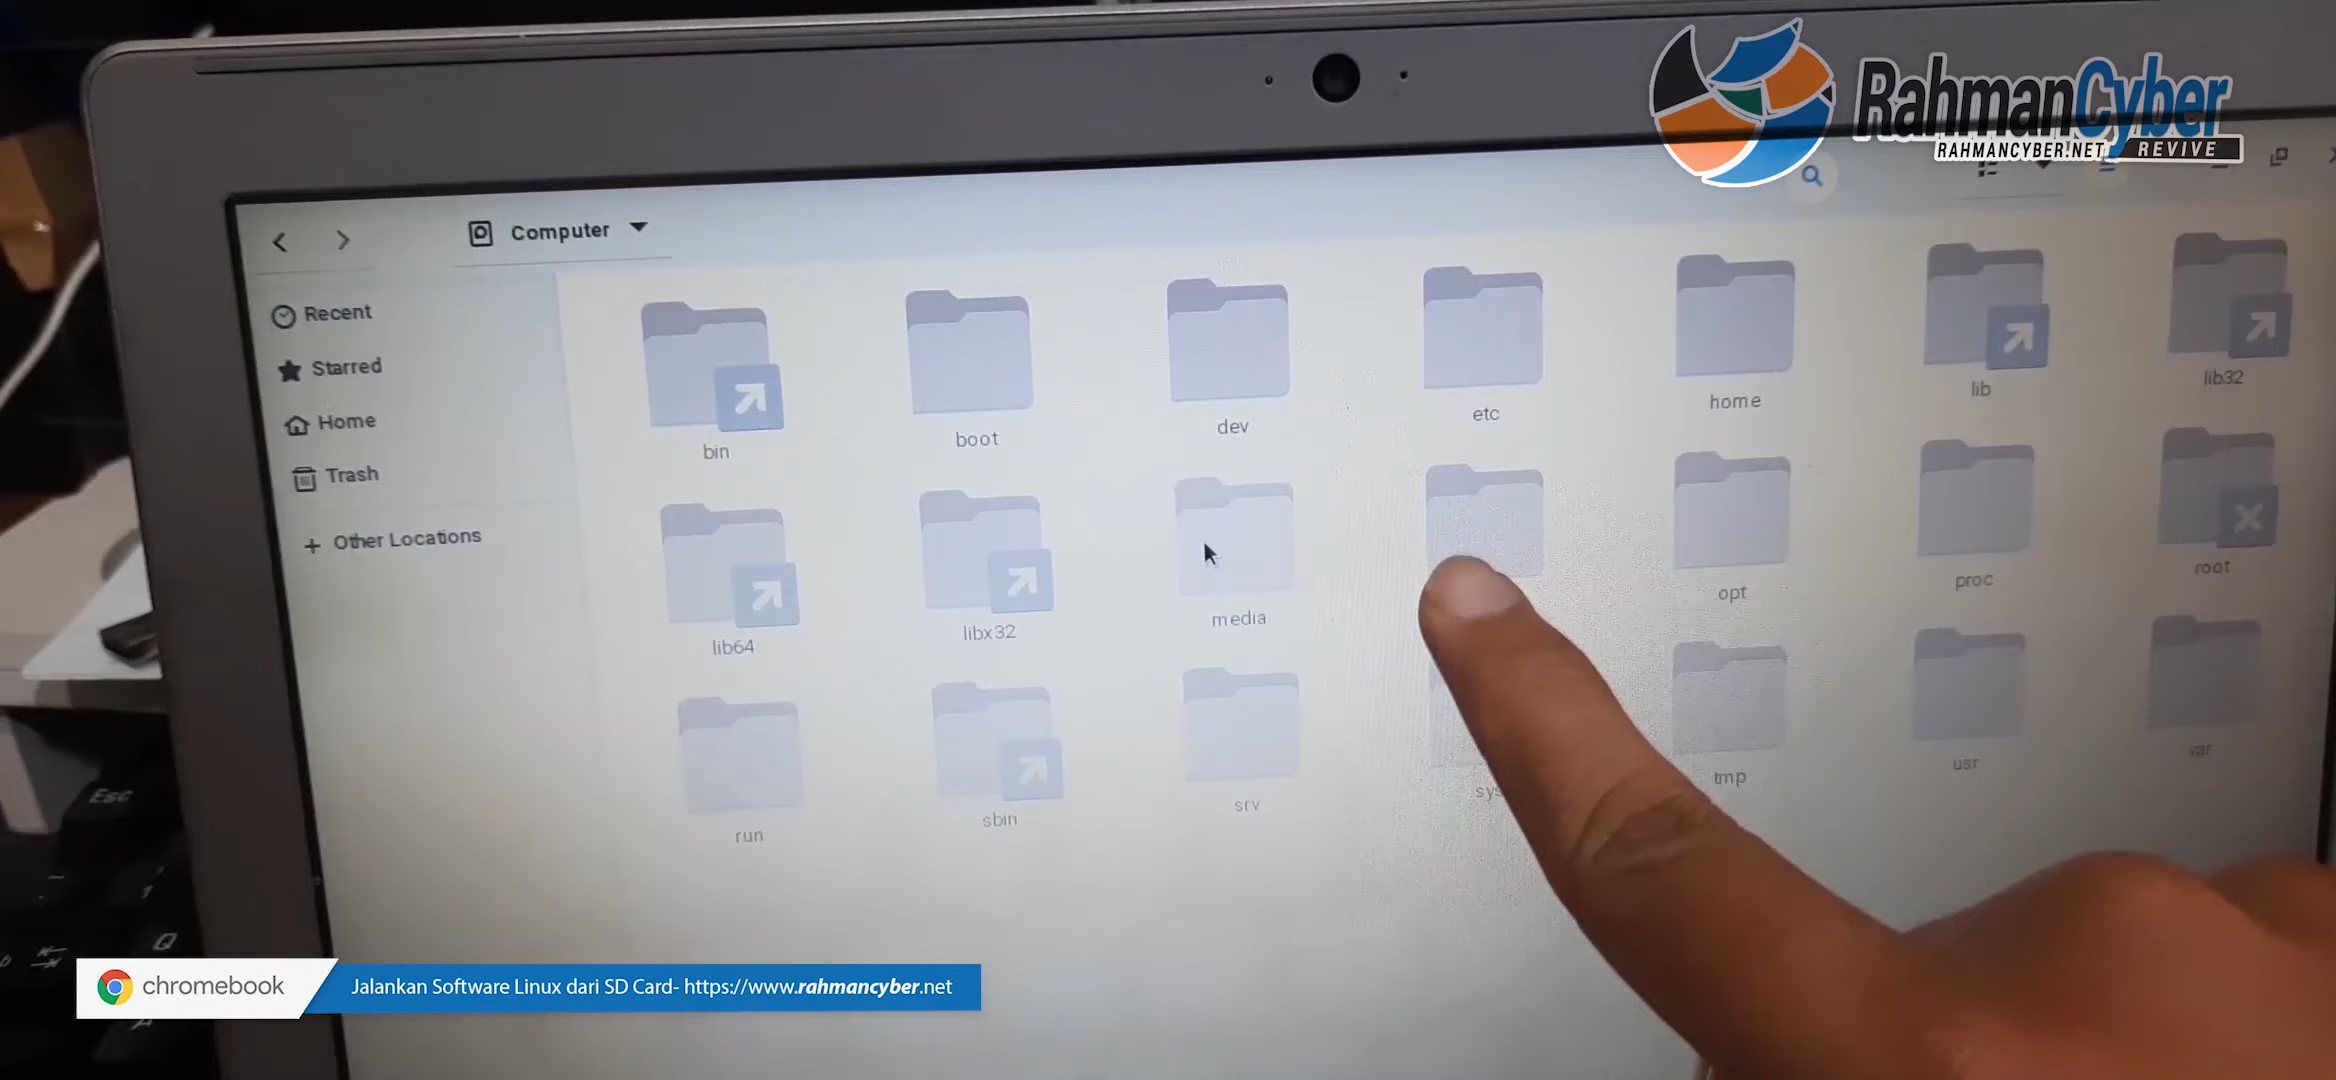 RahmanCyber
RAHMANCYBER.NET REVIVE
Computer
Recent
Starred
Home
Trash
+ Other Locations
bin
boot
dev
etc
home
lib
lib32
lib64
libx32
media
opt
proc
root
run
sbin
srv
sys
tmp
usr
var
Esc
Q
chromebook
Jalankan Software Linux dari SD Card- https://www.rahmancyber.net